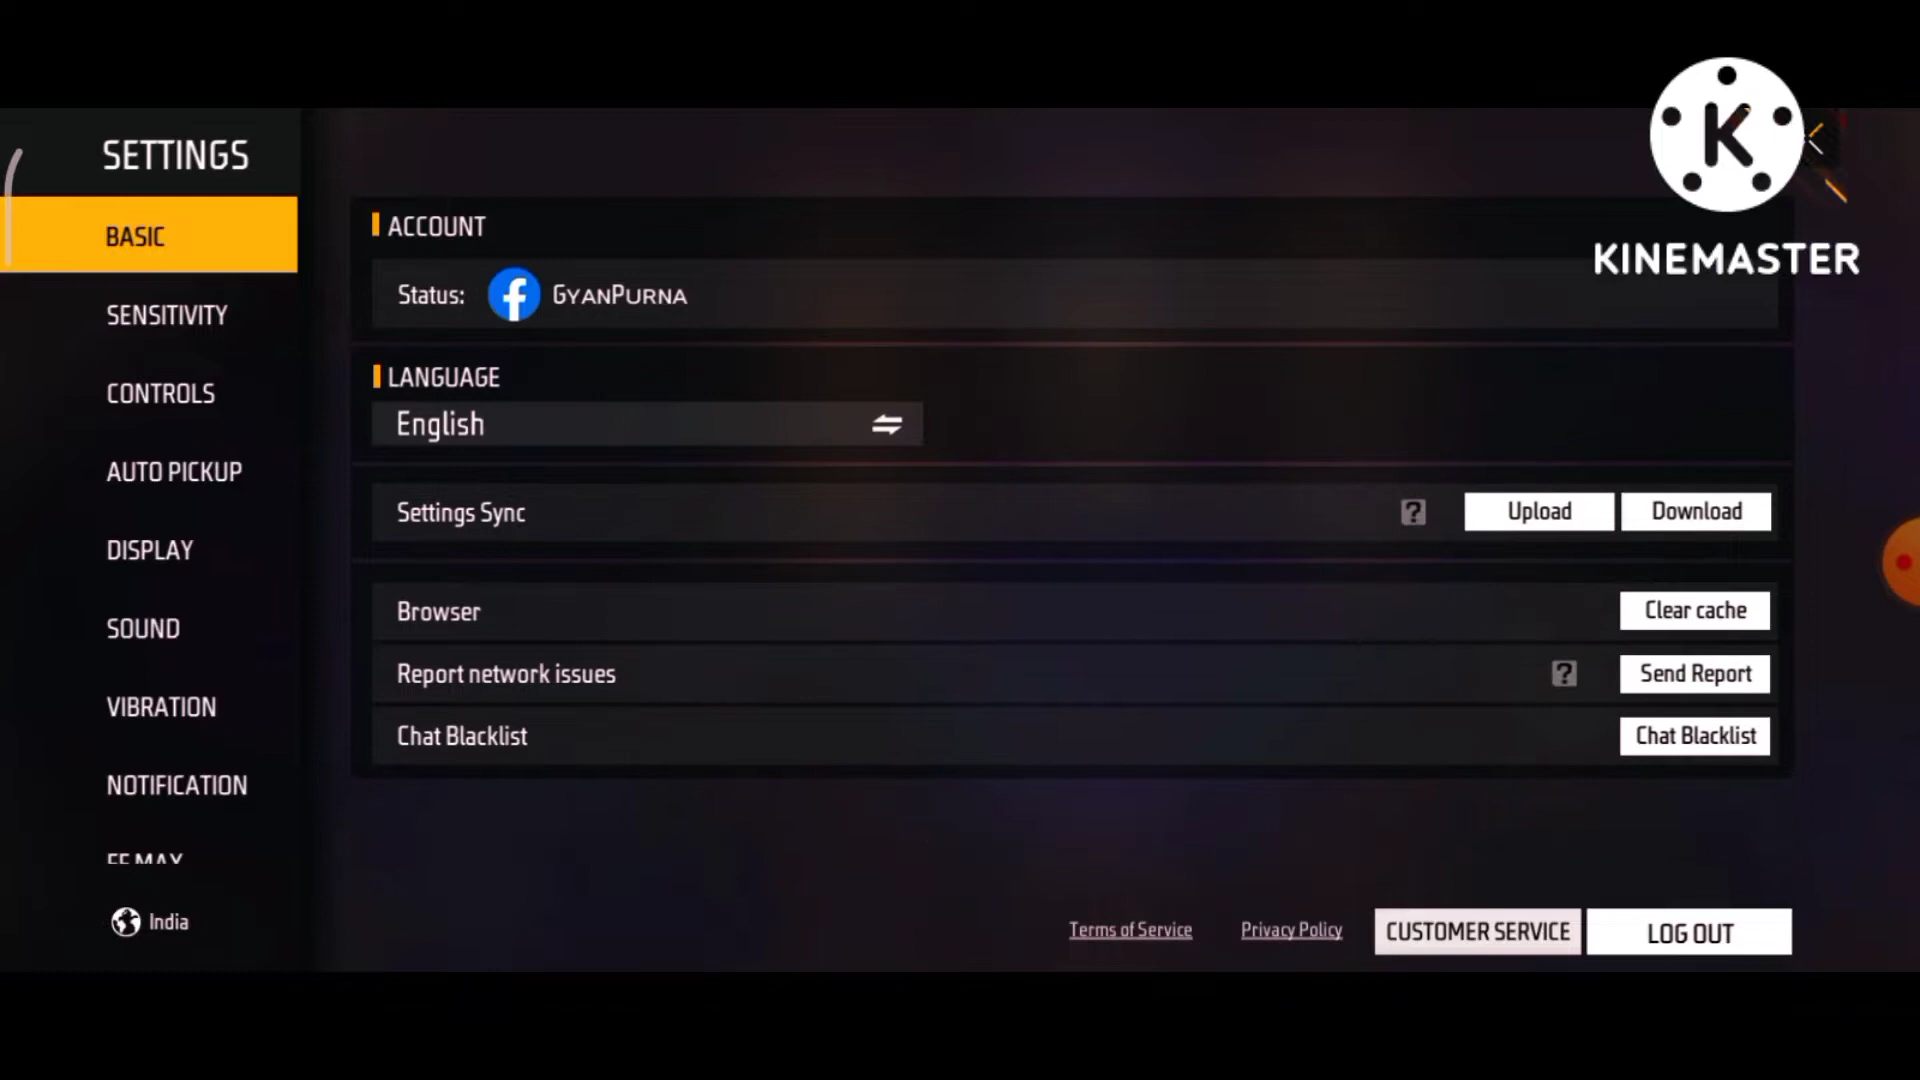 SETTINGS
BASIC
SENSITIVITY
CONTROLS
AUTO PICKUP
DISPLAY
SOUND
VIBRATION
NOTIFICATION
FF MAX
India
ACCOUNT
Status: GyanPurna
LANGUAGE
English
Settings Sync ? Upload Download
Browser Clear cache
Report network issues ? Send Report
Chat Blacklist Chat Blacklist
Terms of Service Privacy Policy CUSTOMER SERVICE LOG OUT
K
KINEMASTER